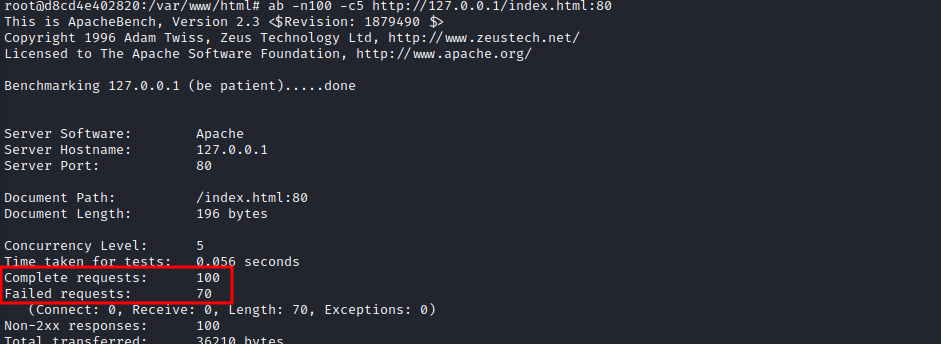 root@d8cd4e402820:/var/www/html# ab -n100 -c5 http://127.0.0.1/index.html:80
This is ApacheBench, Version 2.3 <$Revision: 1879490 $>
Copyright 1996 Adam Twiss, Zeus Technology Ltd, http://www.zeustech.net/
Licensed to The Apache Software Foundation, http://www.apache.org/
Benchmarking 127.0.0.1 (be patient).....done
Server Software: Apache
Server Hostname: 127.0.0.1
Server Port: 80
Document Path: /index.html:80
Document Length: 196 bytes
Concurrency Level: 5
Time taken for tests: 0.056 seconds
Complete requests: 100
Failed requests: 70
(Connect: 0, Receive: 0, Length: 70, Exceptions: 0)
Non-2xx responses: 100
Total transferred: 36210 bytes